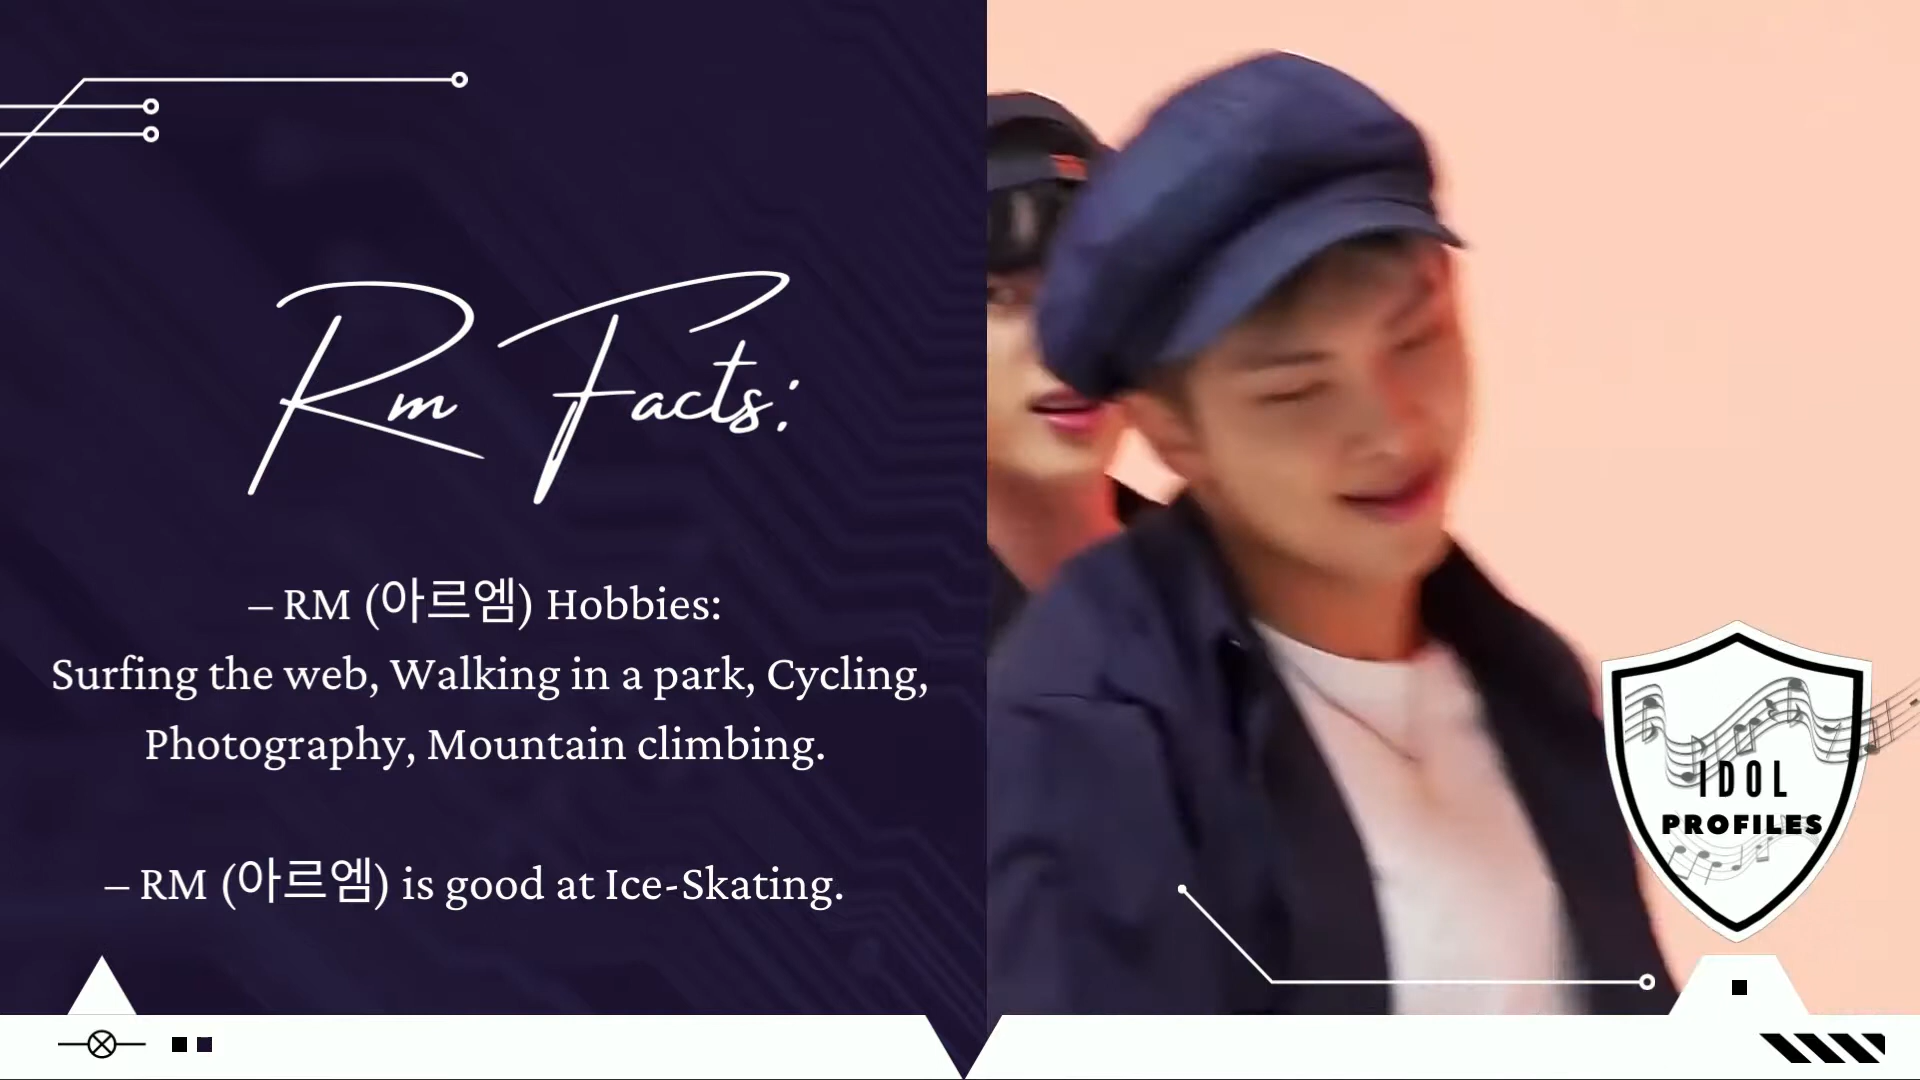 Rm Facts:
– RM (아르엠) Hobbies:
Surfing the web, Walking in a park, Cycling,
Photography, Mountain climbing.
– RM (아르엠) is good at Ice-Skating.
IDOL
PROFILES